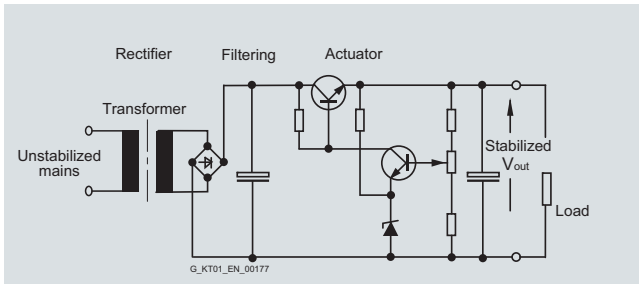 Rectifier
Filtering
Actuator
Transformer
Unstabilized
mains
Stabilized
Vout
Load
G_KT01_EN_00177